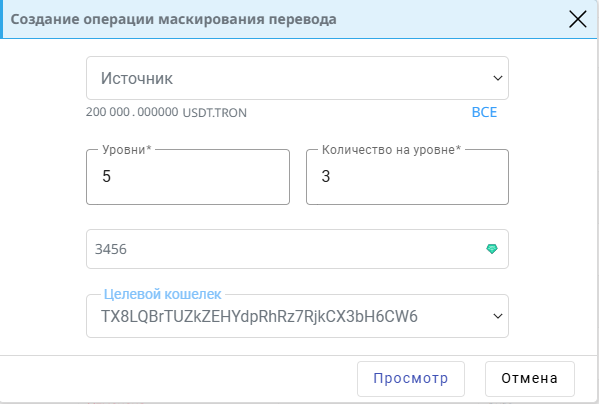 Создание операции маскирования перевода
Источник
200 000 . 000000 USDT.TRON ВСЕ
Уровни* Количество на уровне*
5 3
3456
Целевой кошелек
TX8LQBrTUZkZEHYdpRhRz7RjkCX3bH6CW6
Просмотр Отмена